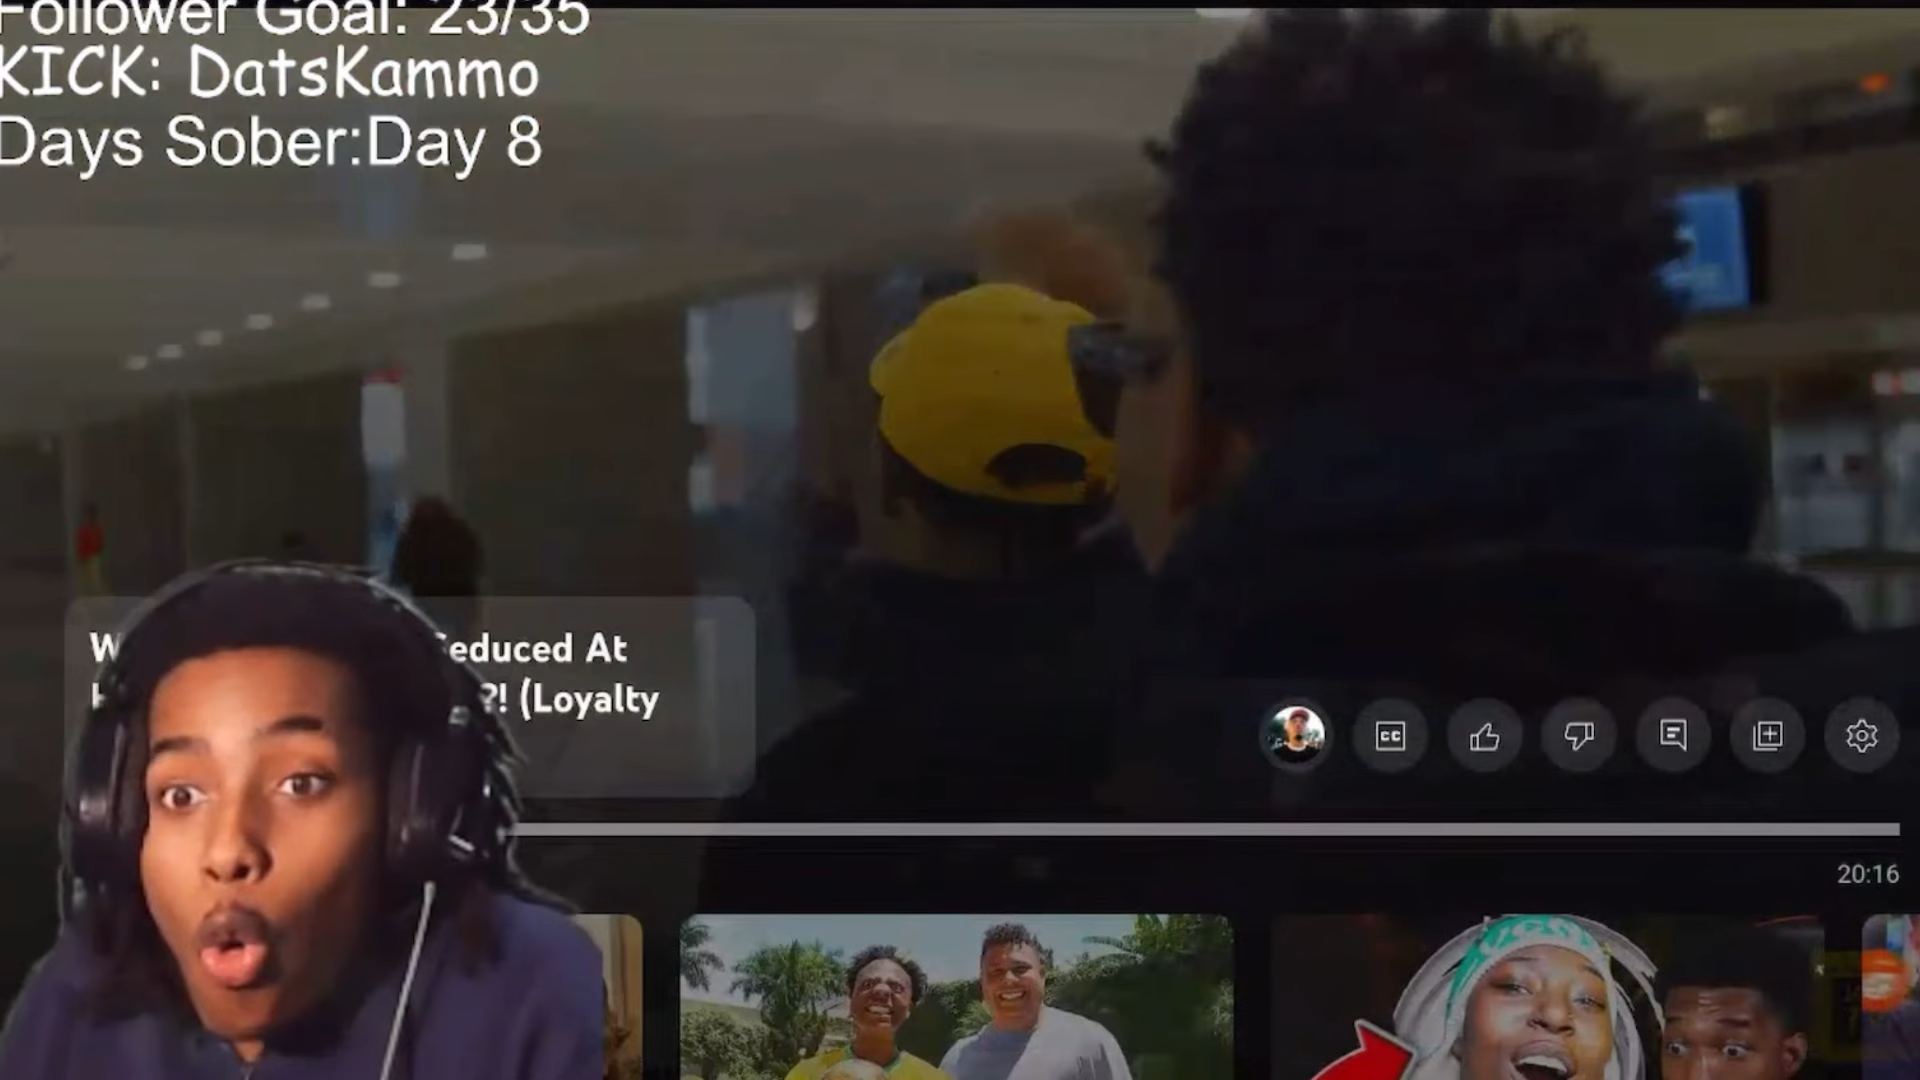 Follower Goal: 23/35
KICK: DatsKammo
Days Sober:Day 8
educed At
?! (Loyalty
CC
20:16